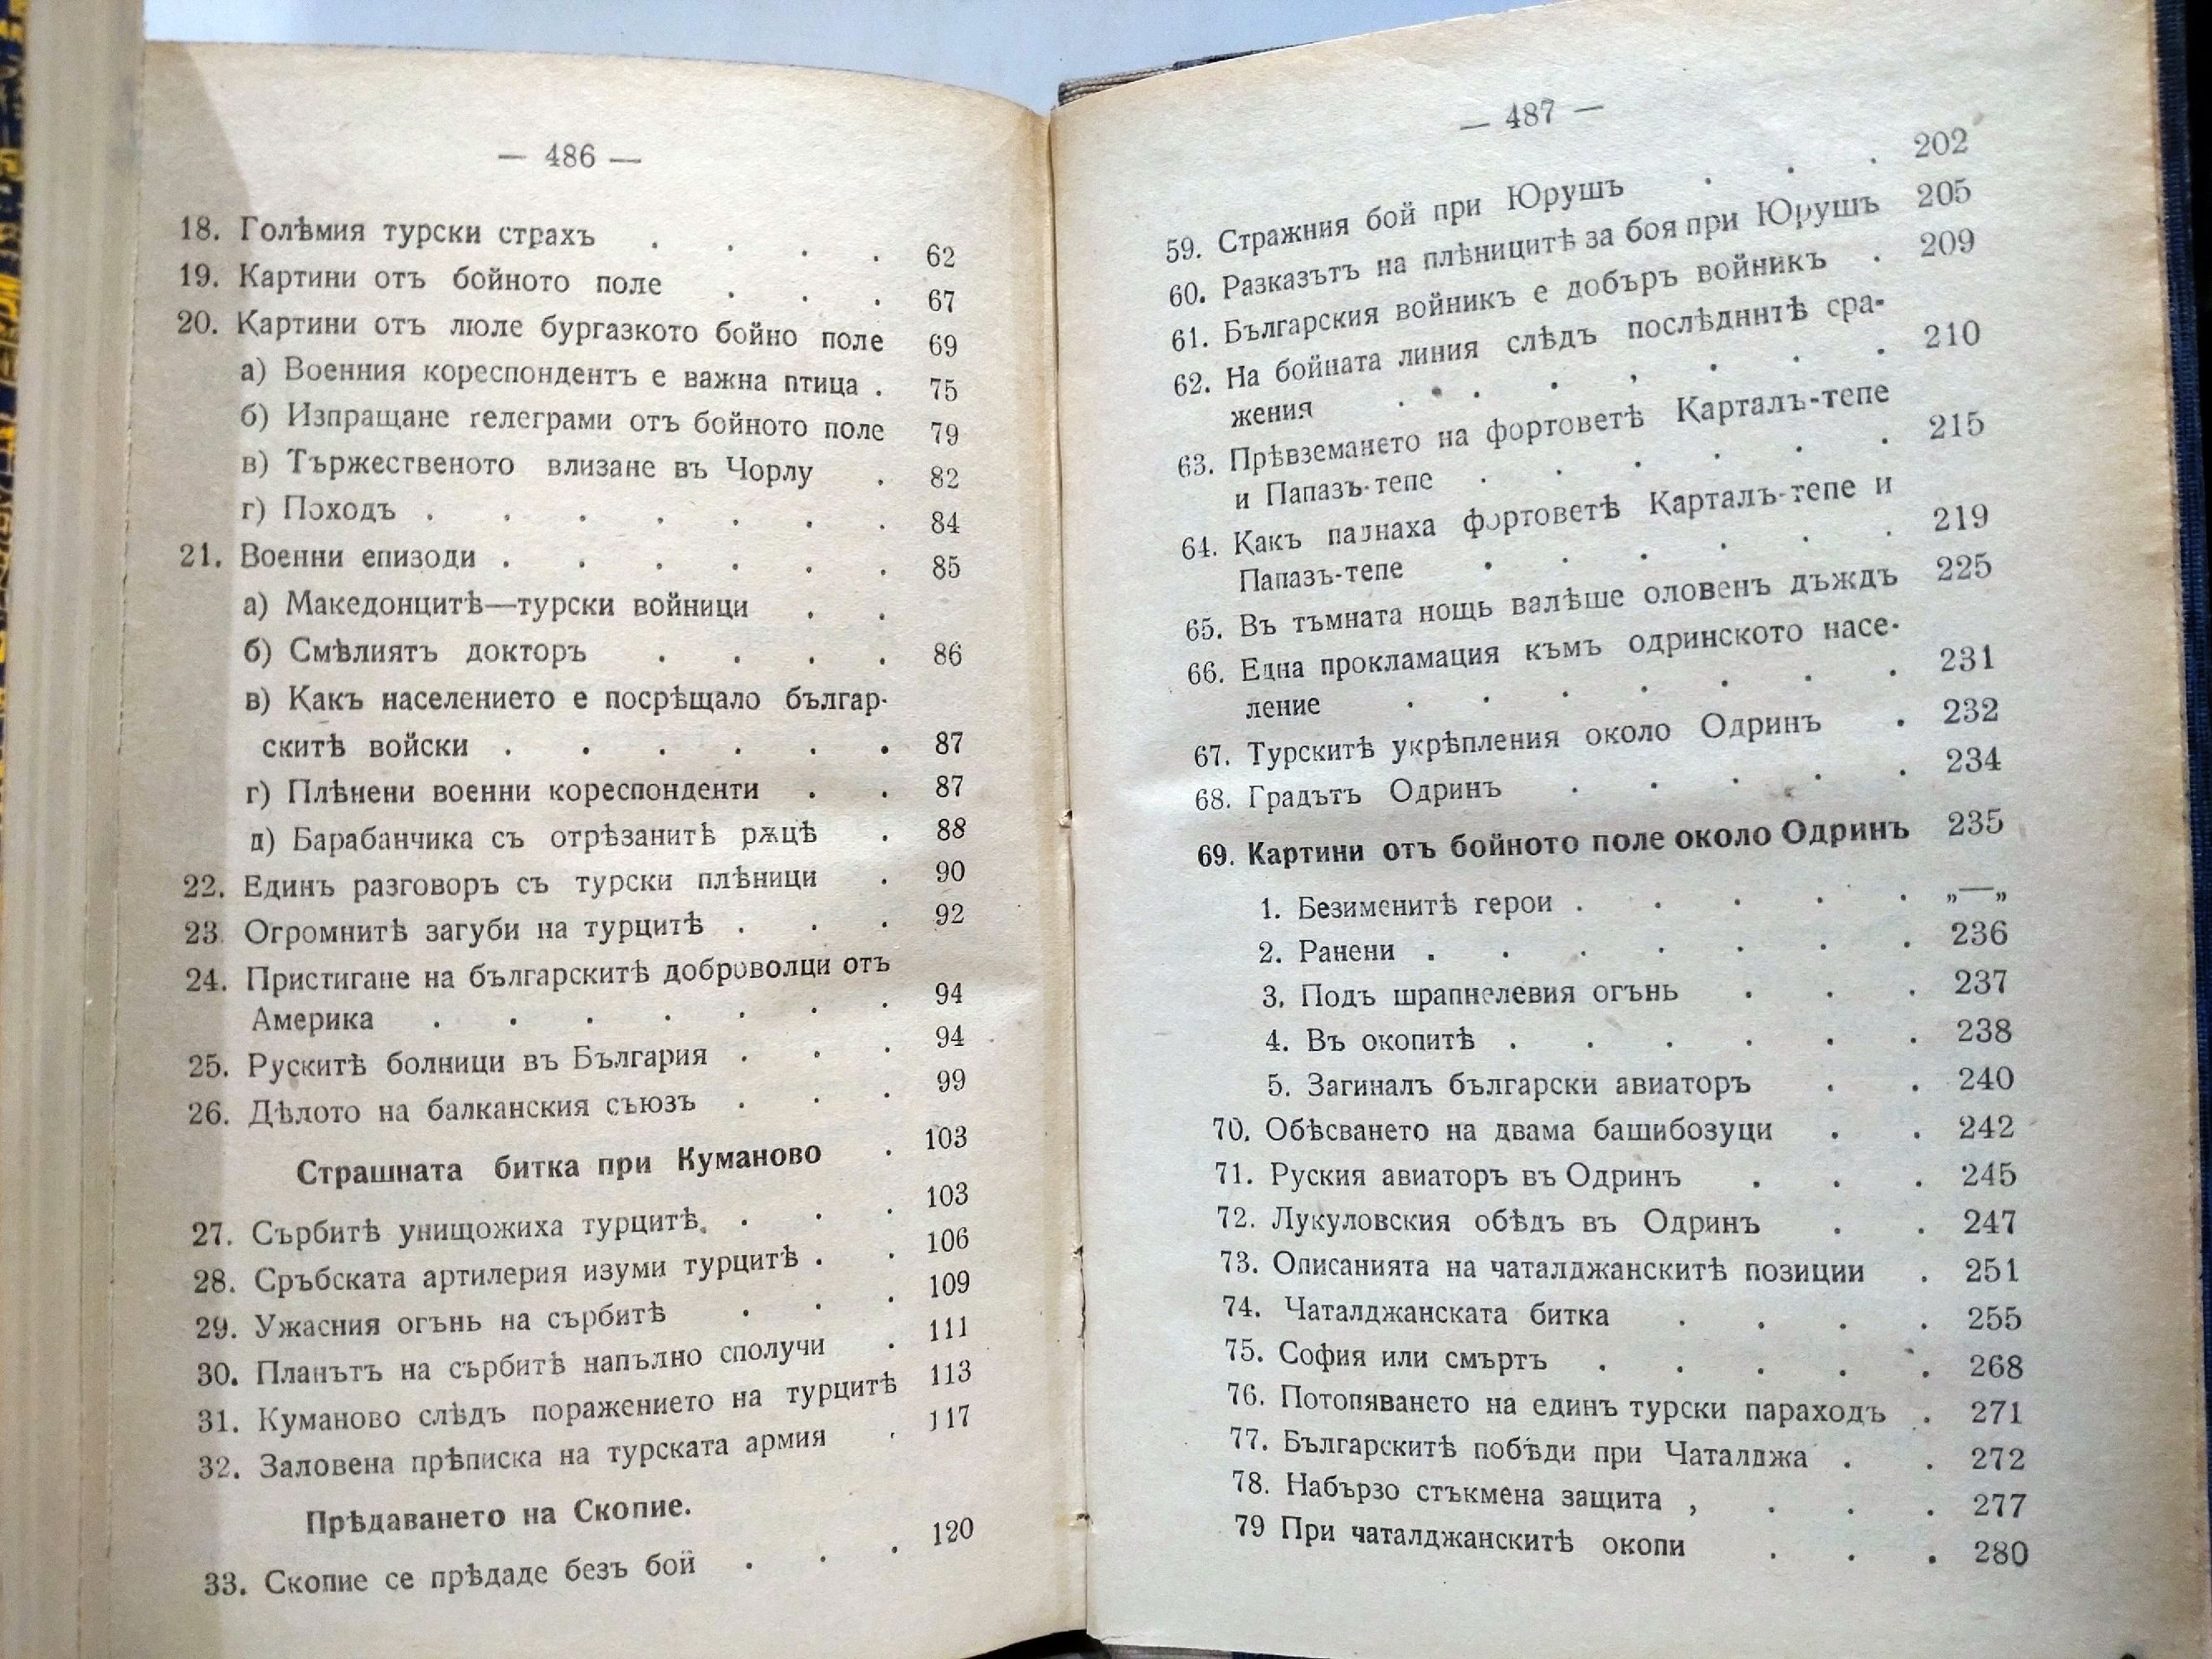 — 486 —
18. Голѣмия турски страхъ . . . . 62
19. Картини отъ бойното поле . . . 67
20. Картини отъ люле бургазкото бойно поле 69
а) Военния кореспондентъ е важна птица . 75
б) Изпращане телеграми отъ бойното поле 79
в) Тържественото влизане въ Чорлу . 82
г) Походъ . . . . . . . 84
21. Военни епизоди . . . . . . 85
а) Македонцитѣ—турски войници . .
б) Смѣлиятъ докторъ . . . . 86
в) Какъ населението е посрѣщало българ-
скитѣ войски . . . . . . 87
г) Плѣнени военни кореспонденти . . 87
д) Барабанчика съ отрѣзанитѣ рѫцѣ . 88
22. Единъ разговоръ съ турски плѣници . 90
23. Огромнитѣ загуби на турцитѣ . . . 92
24. Пристигане на българскитѣ доброволци отъ
Америка . . . . . . . 94
25. Рускитѣ болници въ България . . . 94
26. Дѣлото на балканския съюзъ . . . 99
Страшната битка при Куманово . 103
27. Сърбитѣ унищожиха турцитѣ. . . . 103
28. Сръбската артилерия изуми турцитѣ . . 106
29. Ужасния огънь на сърбитѣ . . . 109
30. Планътъ на сърбитѣ напълно сполучи . 111
31. Куманово слѣдъ поражението на турцитѣ 113
32. Заловена прѣписка на турската армия . 117
Прѣдаването на Скопие.
33. Скопие се прѣдаде безъ бой . . . 120
— 487 —
59. Стражния бой при Юрушъ . . . 202
60. Разказътъ на плѣницитѣ за боя при Юрушъ 205
61. Българския войникъ е добъръ войникъ . 209
62. На бойната линия слѣдъ послѣдннтѣ сра-
жения . . . . , . . . 210
63. Прѣвземането на фортоветѣ Карталъ-тепе
и Папазъ-тепе . . . . . . 215
64. Какъ паднаха фортоветѣ Карталъ-тепе и
Папазъ-тепе . . . . . . 219
65. Въ тъмната нощь валѣше оловенъ дъждъ 225
66. Една прокламация къмъ одринското насе-
ление . . . . . . . 231
67. Турскитѣ укрѣпления около Одринъ . 232
68. Градътъ Одринъ . . . . . 234
69. Картини отъ бойното поле около Одринъ 235
1. Безименитѣ герои . . . . . „—„
2. Ранени . . . . . . . 236
3. Подъ шрапнелевия огънь . . . 237
4. Въ окопитѣ . . . . . . 238
5. Загиналъ български авиаторъ . . 240
70. Обѣсването на двама башибозуци . . 242
71. Руския авиаторъ въ Одринъ . . . 245
72. Лукуловския обѣдъ въ Одринъ . . 247
73. Описанията на чаталджанскитѣ позиции . 251
74. Чаталджанската битка . . . . 255
75. София или смърть . . . . . 268
76. Потопяването на единъ турски параходъ . 271
77. Българскитѣ побѣди при Чаталджа . . 272
78. Набързо стъкмена защита , . . . 277
79 При чаталджанскитѣ окопи . . . 280